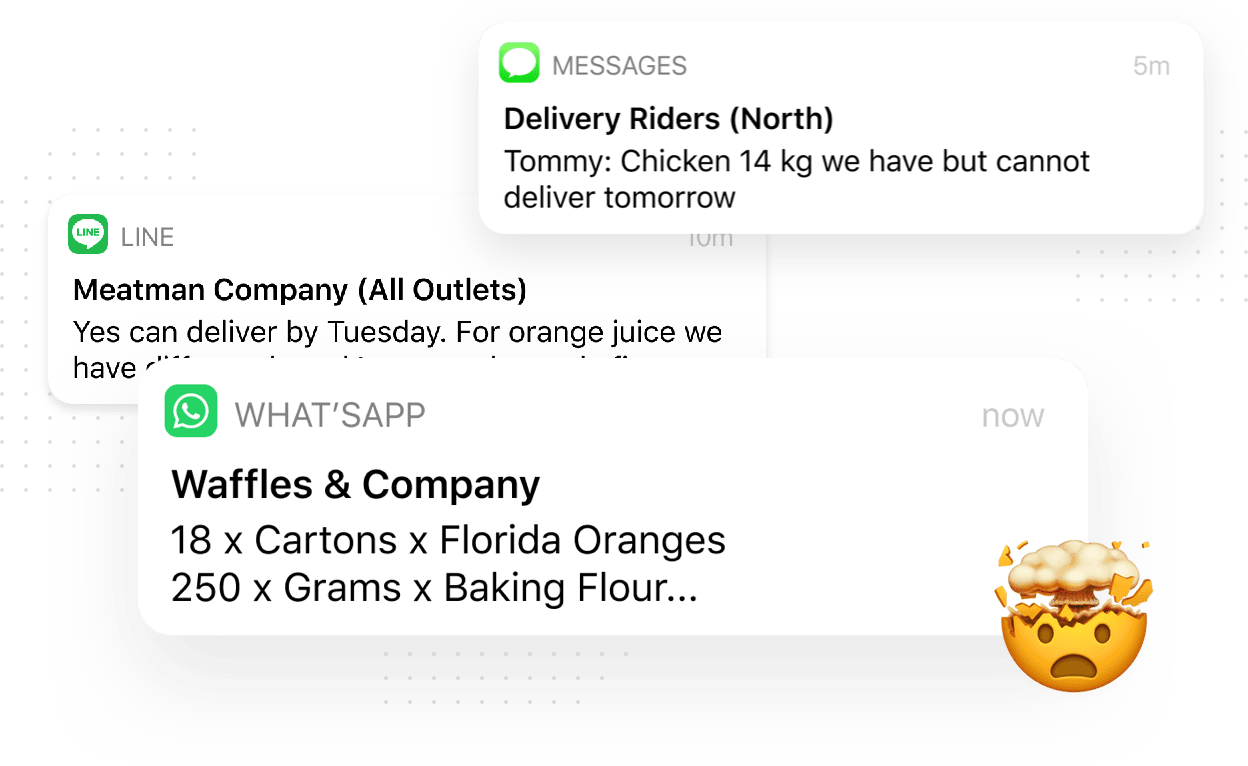 MESSAGES 5m
Delivery Riders (North)
Tommy: Chicken 14 kg we have but cannot
deliver tomorrow
LINE LINE 10m
Meatman Company (All Outlets)
Yes can deliver by Tuesday. For orange juice we
have
WHAT’SAPP now
Waffles & Company
18 x Cartons x Florida Oranges
250 x Grams x Baking Flour...